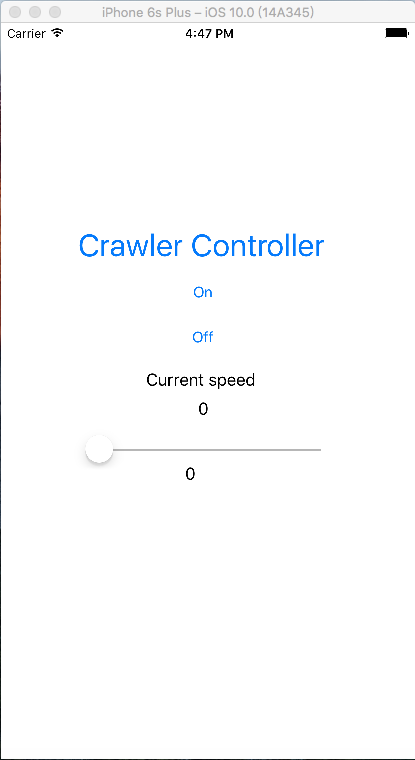 iPhone 6s Plus – iOS 10.0 (14A345)
Carrier 4:47 PM
Crawler Controller
On
Off
Current speed
0
0